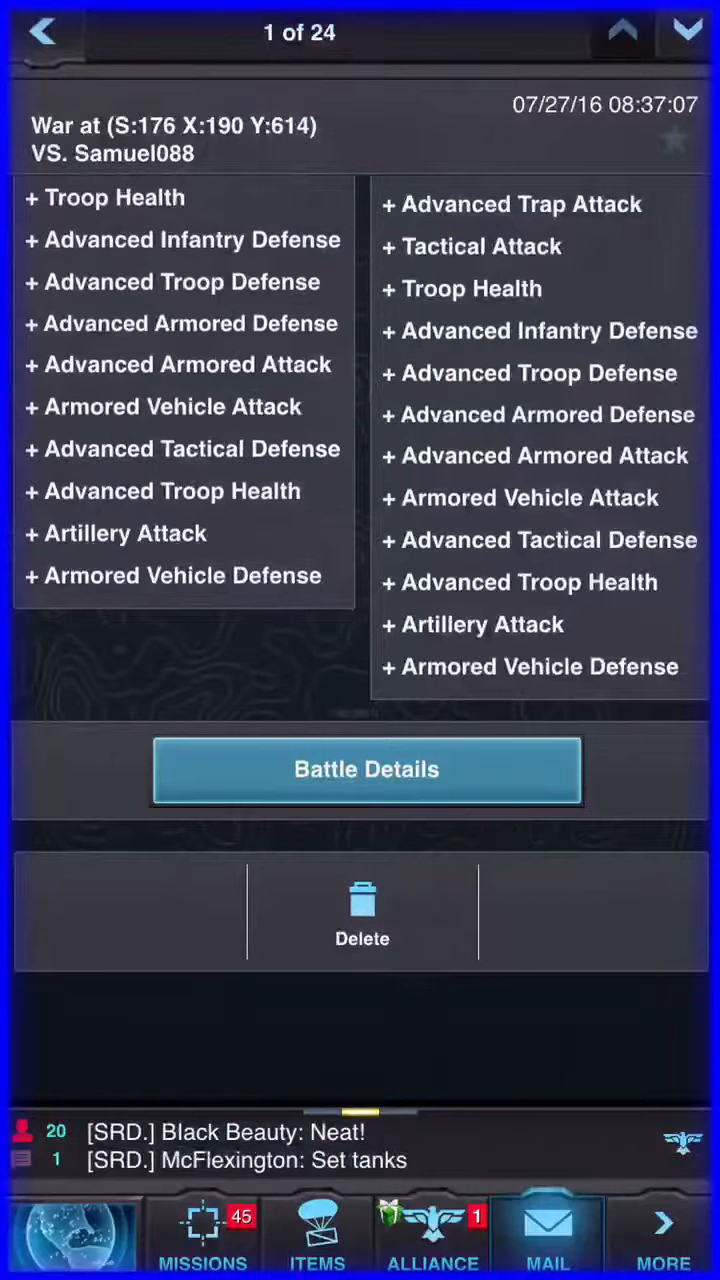 1 of 24
07/27/16 08:37:07
War at (S:176 X:190 Y:614)
VS. Samuel088
+ Troop Health
+ Advanced Infantry Defense
+ Advanced Troop Defense
+ Advanced Armored Defense
+ Advanced Armored Attack
+ Armored Vehicle Attack
+ Advanced Tactical Defense
+ Advanced Troop Health
+ Artillery Attack
+ Armored Vehicle Defense
+ Advanced Trap Attack
+ Tactical Attack
+ Troop Health
+ Advanced Infantry Defense
+ Advanced Troop Defense
+ Advanced Armored Defense
+ Advanced Armored Attack
+ Armored Vehicle Attack
+ Advanced Tactical Defense
+ Advanced Troop Health
+ Artillery Attack
+ Armored Vehicle Defense
Battle Details
Delete
20 [SRD.] Black Beauty: Neat!
1 [SRD.] McFlexington: Set tanks
45
1
MISSIONS ITEMS ALLIANCE MAIL MORE